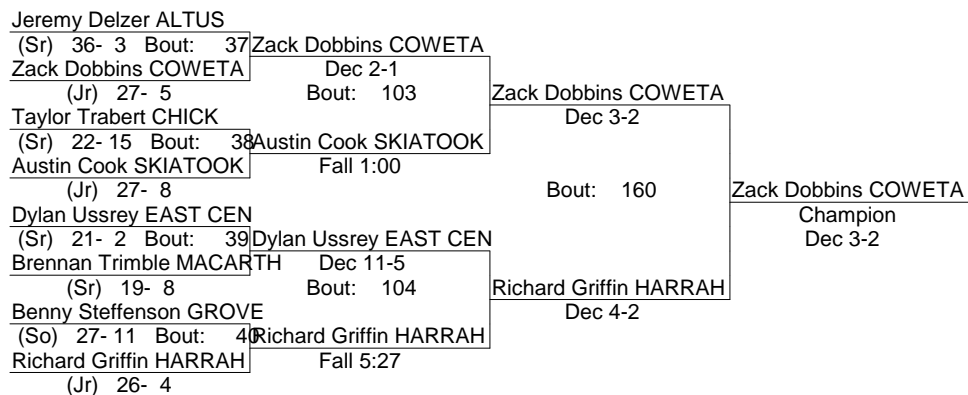 Jeremy Delzer ALTUS
(Sr) 36- 3 Bout: 37 Zack Dobbins COWETA
Zack Dobbins COWETA Dec 2-1
(Jr) 27- 5 Bout: 103 Zack Dobbins COWETA
Taylor Trabert CHICK Dec 3-2
(Sr) 22- 15 Bout: 38 Austin Cook SKIATOOK
Austin Cook SKIATOOK Fall 1:00
(Jr) 27- 8 Bout: 160 Zack Dobbins COWETA
Dylan Ussrey EAST CEN Champion
(Sr) 21- 2 Bout: 39 Dylan Ussrey EAST CEN Dec 3-2
Brennan Trimble MACARTH Dec 11-5
(Sr) 19- 8 Bout: 104 Richard Griffin HARRAH
Benny Steffenson GROVE Dec 4-2
(So) 27- 11 Bout: 40 Richard Griffin HARRAH
Richard Griffin HARRAH Fall 5:27
(Jr) 26- 4